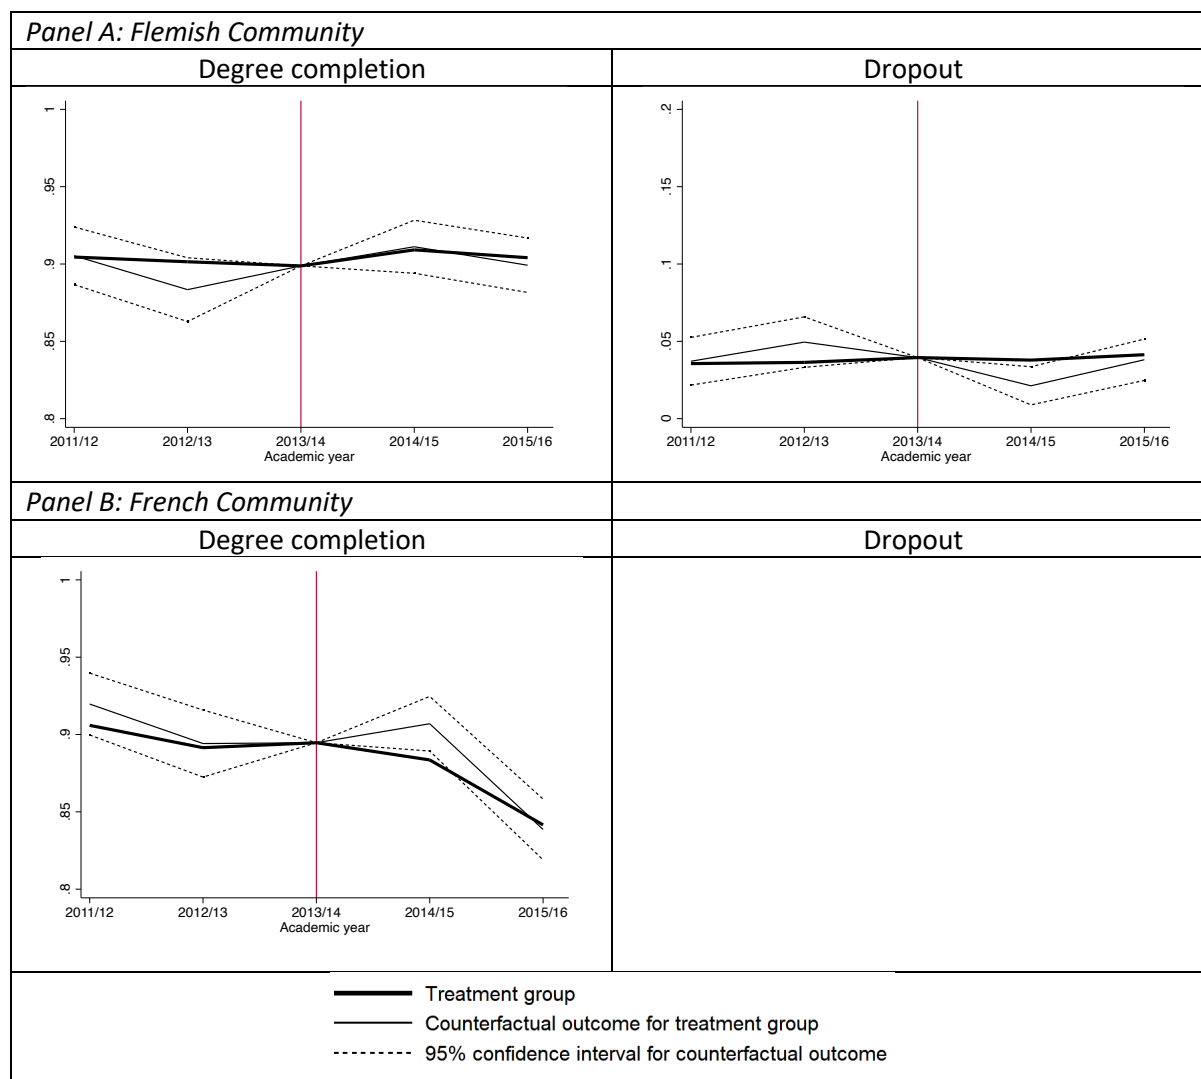 Panel A: Flemish Community
Degree completion
Dropout
1
.95
.9
.85
.8
2011/12 2012/13 2013/14 2014/15 2015/16
Academic year
.2
.15
.1
.05
0
2011/12 2012/13 2013/14 2014/15 2015/16
Academic year
Panel B: French Community
Degree completion
Dropout
1
.95
.9
.85
.8
2011/12 2012/13 2013/14 2014/15 2015/16
Academic year
Treatment group
Counterfactual outcome for treatment group
95% confidence interval for counterfactual outcome